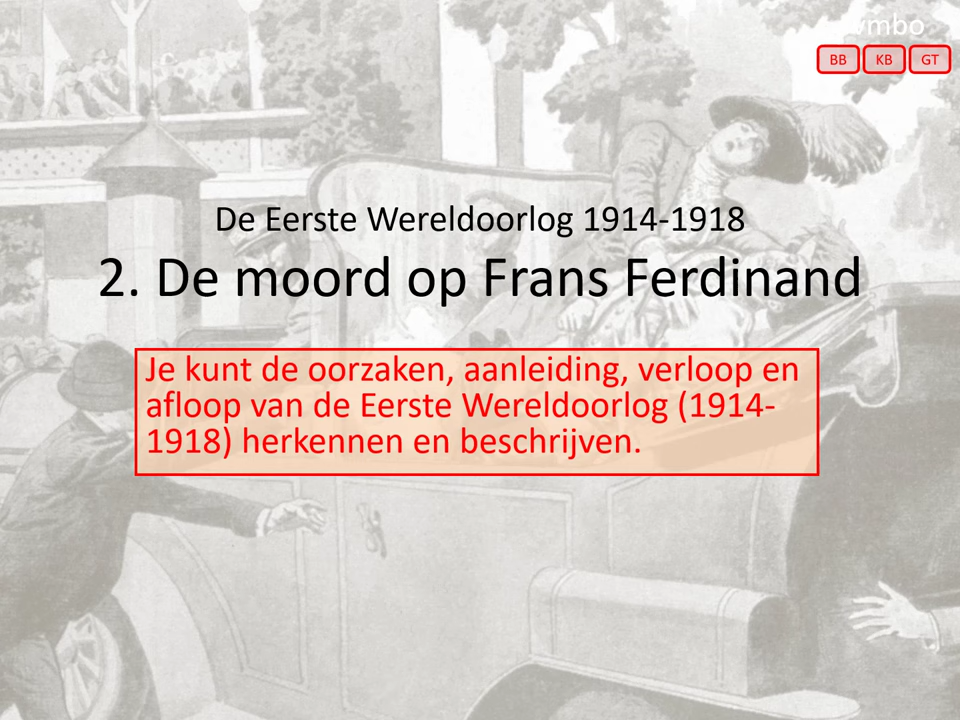 ymbo
BB KB GT
De Eerste Wereldoorlog 1914-1918
2. De moord op Frans Ferdinand
Je kunt de oorzaken, aanleiding, verloop en
afloop van de Eerste Wereldoorlog (1914-
1918) herkennen en beschrijven.